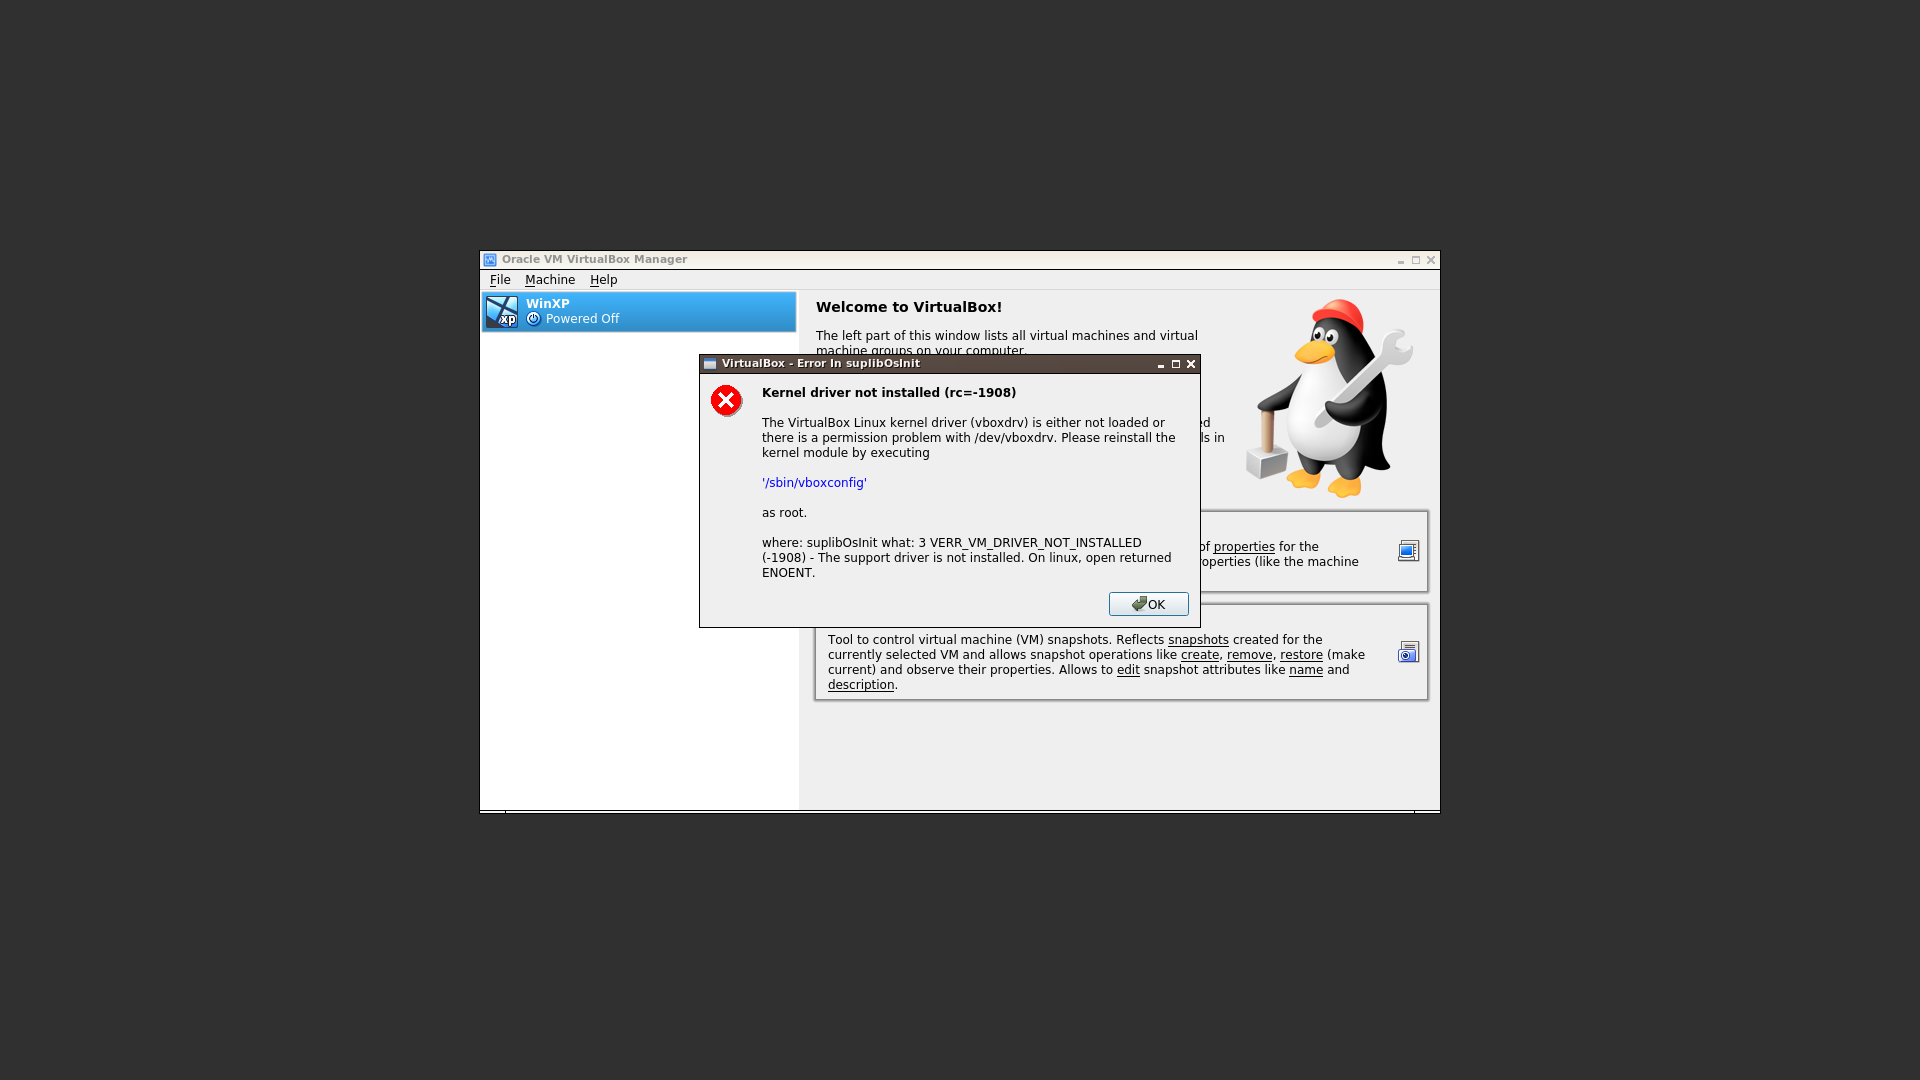 Oracle VM VirtualBox Manager
File Machine Help
WinXP
Powered Off
xp
Welcome to VirtualBox!
The left part of this window lists all virtual machines and virtual
machine groups on your computer.
VirtualBox - Error In suplibOsInit
Kernel driver not installed (rc=-1908)
The VirtualBox Linux kernel driver (vboxdrv) is either not loaded or
there is a permission problem with /dev/vboxdrv. Please reinstall the
kernel module by executing
'/sbin/vboxconfig'
as root.
where: suplibOsInit what: 3 VERR_VM_DRIVER_NOT_INSTALLED
(-1908) - The support driver is not installed. On linux, open returned
ENOENT.
OK
in
of properties for the
(like the machine
Tool to control virtual machine (VM) snapshots. Reflects snapshots created for the
currently selected VM and allows snapshot operations like create, remove, restore (make
current) and observe their properties. Allows to edit snapshot attributes like name and
description.